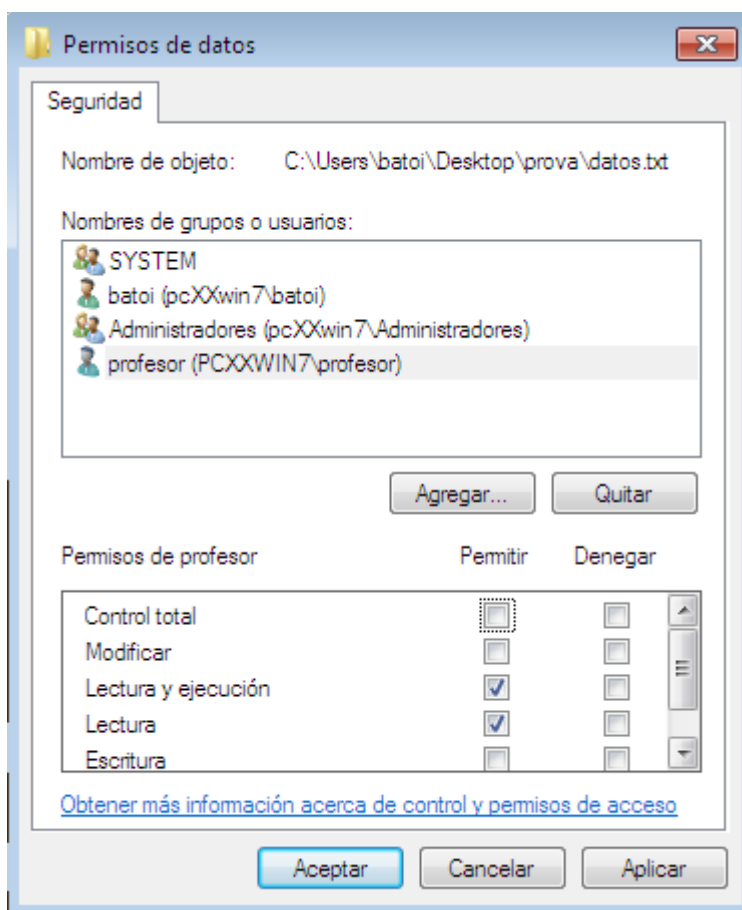 Permisos de datos
Seguridad
Nombre de objeto: C:\Users\batoi\Desktop\prova\datos.txt
Nombres de grupos o usuarios:
SYSTEM
batoi (pcXXwin7\batoi)
Administradores (pcXXwin7\Administradores)
profesor (PCXXWIN7\profesor)
Agregar... Quitar
Permisos de profesor Permitir Denegar
Control total
Modificar
Lectura y ejecución
Lectura
Escritura
Obtener más información acerca de control y permisos de acceso
Aceptar Cancelar Aplicar